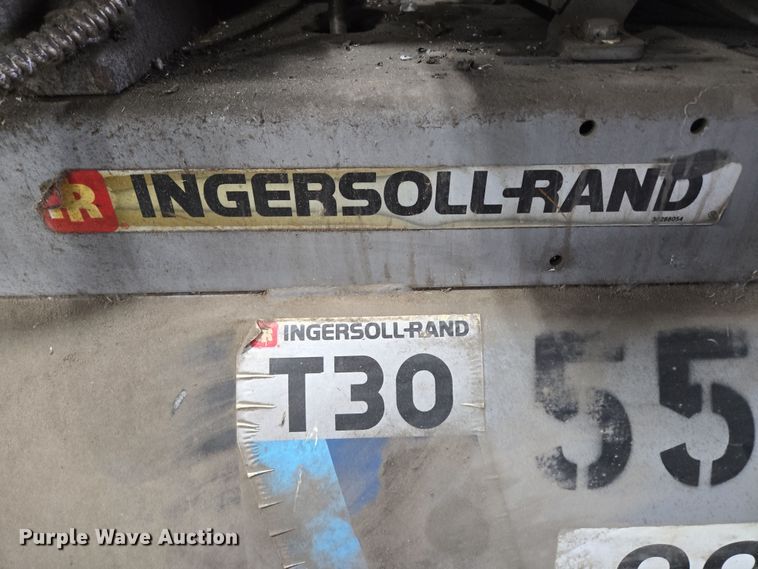 IR INGERSOLL-RAND
IR INGERSOLL-RAND
T30
55
Purple Wave Auction